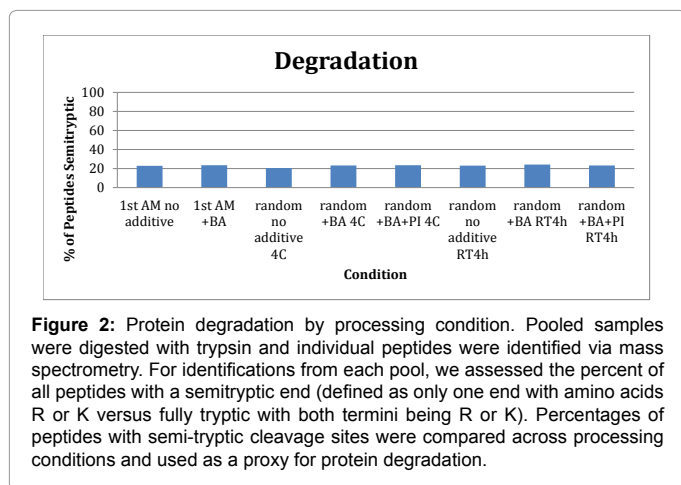 Degradation
% of Peptides Semitryptic
100
80
60
40
20
0
1st AM no additive
1st AM +BA
random no additive 4C
random +BA 4C
random +BA+PI 4C
random no additive RT4h
random +BA RT4h
random +BA+PI RT4h
Condition
Figure 2: Protein degradation by processing condition. Pooled samples
were digested with trypsin and individual peptides were identified via mass
spectrometry. For identifications from each pool, we assessed the percent of
all peptides with a semitryptic end (defined as only one end with amino acids
R or K versus fully tryptic with both termini being R or K). Percentages of
peptides with semi-tryptic cleavage sites were compared across processing
conditions and used as a proxy for protein degradation.